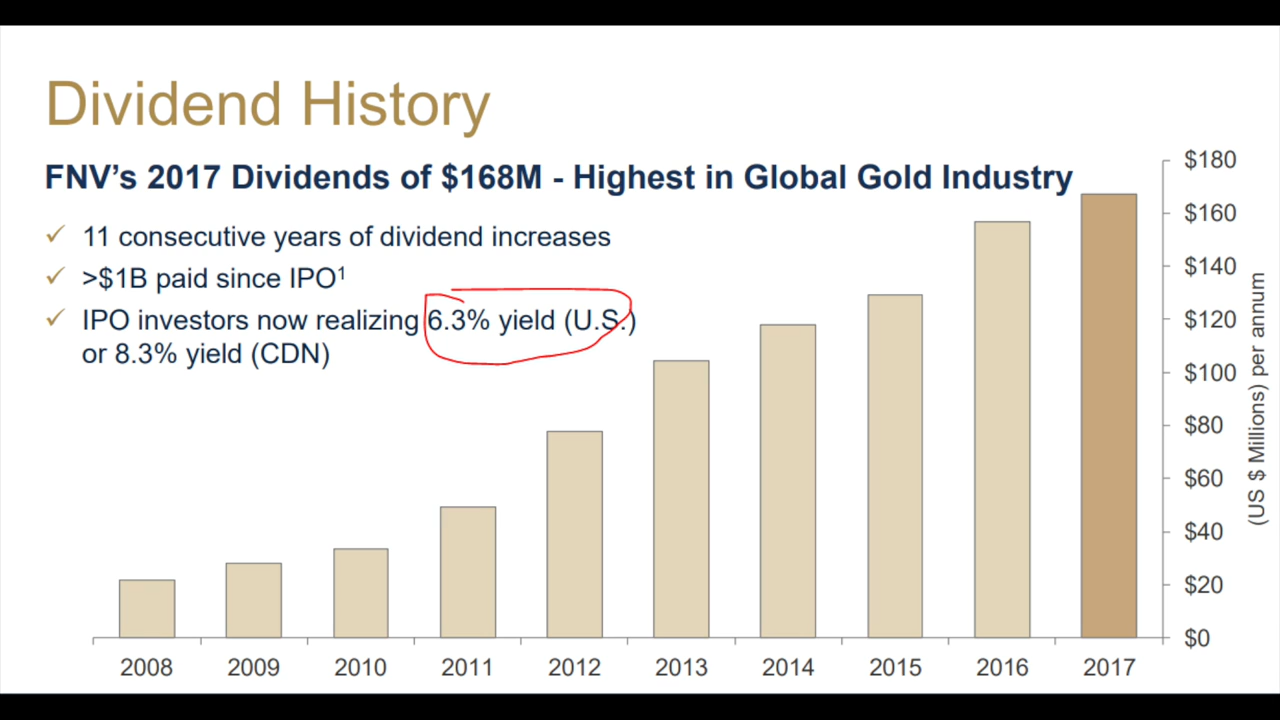 Dividend History
FNV's 2017 Dividends of $168M - Highest in Global Gold Industry
✓ 11 consecutive years of dividend increases
✓ >$1B paid since IPO¹
✓ IPO investors now realizing 6.3% yield (U.S.)
or 8.3% yield (CDN)
$180
$160
$140
$120
$100
$80
$60
$40
$20
$0
(US $ Millions) per annum
2008 2009 2010 2011 2012 2013 2014 2015 2016 2017